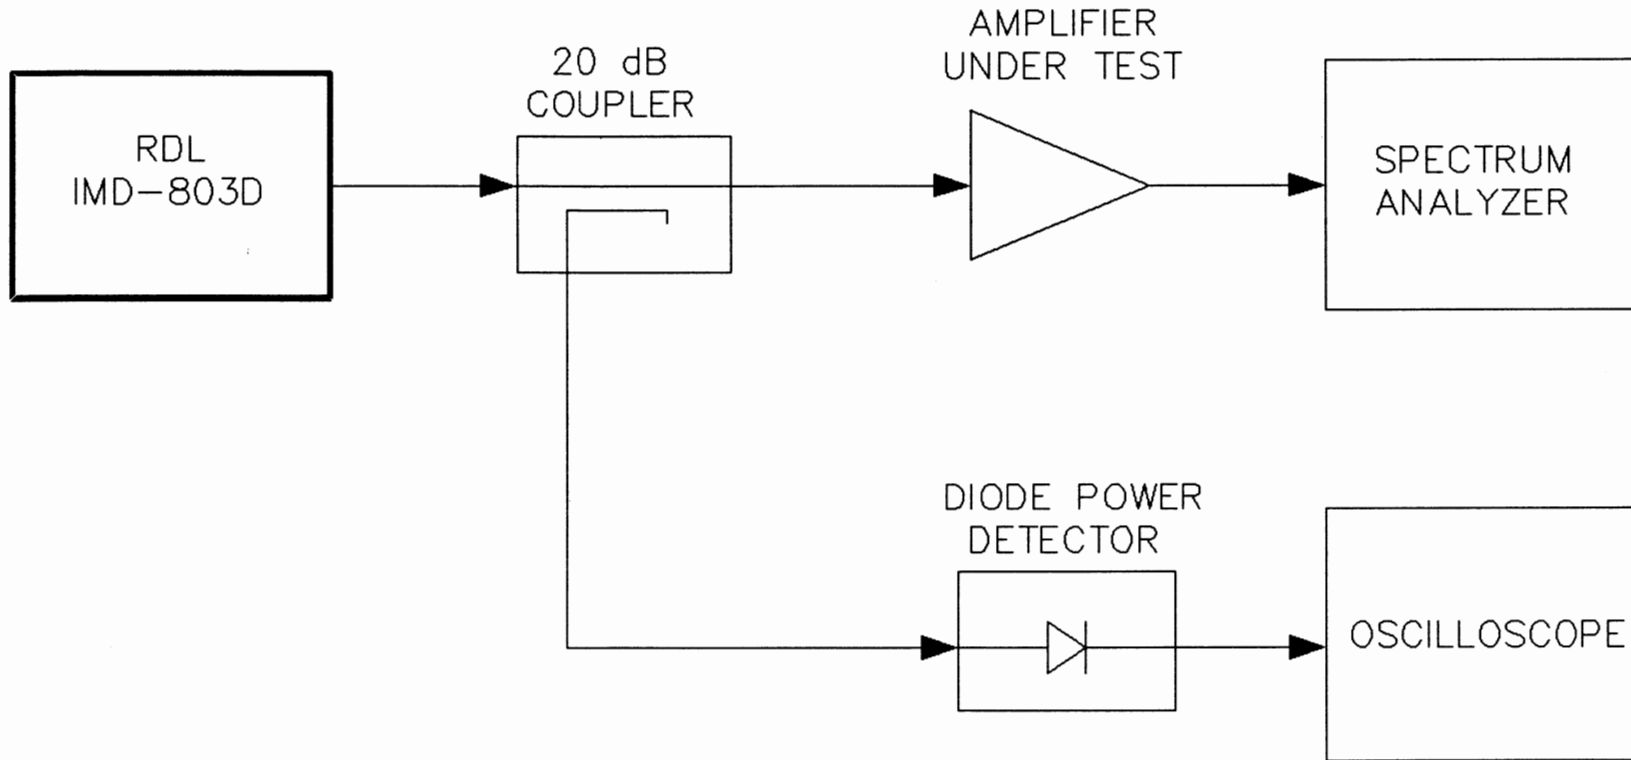 AMPLIFIER
UNDER TEST
20 dB
COUPLER
RDL
IMD-803D
SPECTRUM
ANALYZER
DIODE POWER
DETECTOR
OSCILLOSCOPE